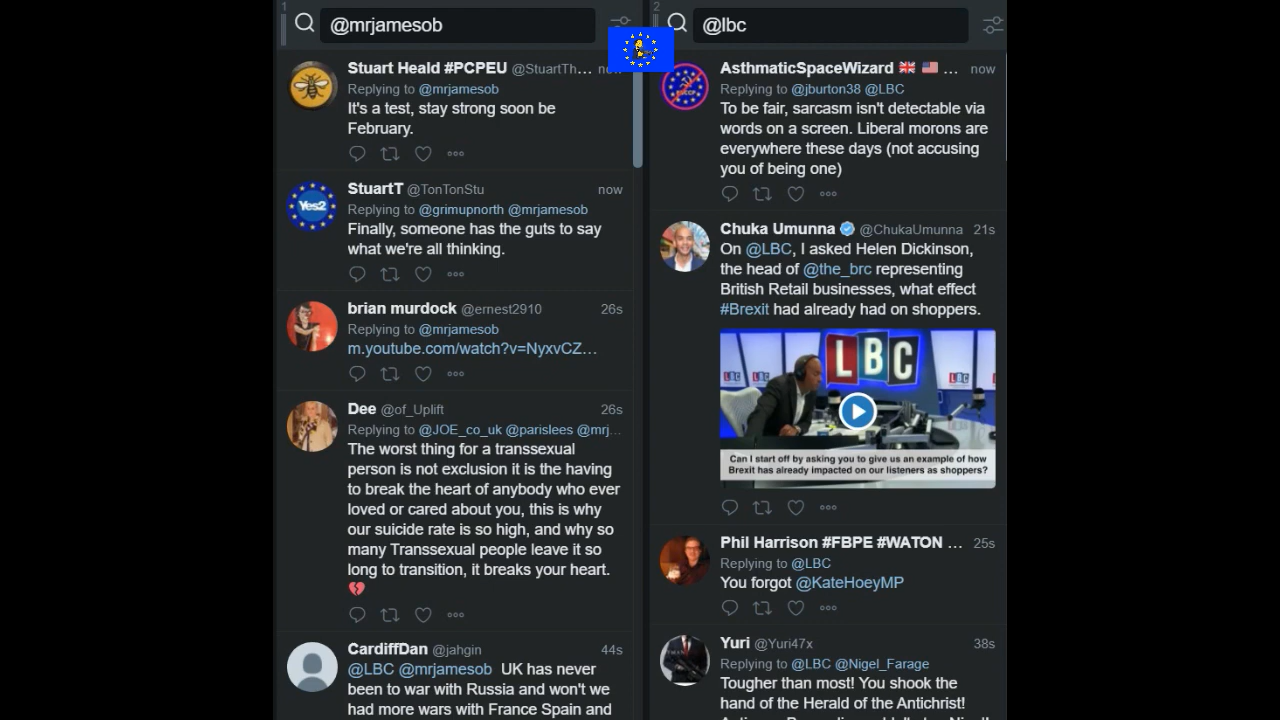 1
@mrjamesob
Stuart Heald #PCPEU @StuartTh... now
Replying to @mrjamesob
It's a test, stay strong soon be
February.
StuartT @TonTonStu now
Yes2
Replying to @grimupnorth @mrjamesob
Finally, someone has the guts to say
what we're all thinking.
brian murdock @ernest2910 26s
Replying to @mrjamesob
m.youtube.com/watch?v=NyxvCZ...
Dee @of_Uplift 26s
Replying to @JOE_co_uk @parislees @mrj...
The worst thing for a transsexual
person is not exclusion it is the having
to break the heart of anybody who ever
loved or cared about you, this is why
our suicide rate is so high, and why so
many Transsexual people leave it so
long to transition, it breaks your heart.
💔
CardiffDan @jahgin 44s
@LBC @mrjamesob UK has never
been to war with Russia and won't we
had more wars with France Spain and
2
@lbc
AsthmaticSpaceWizard 🇬🇧 🇺🇸 ... now
Replying to @jburton38 @LBC
To be fair, sarcasm isn't detectable via
words on a screen. Liberal morons are
everywhere these days (not accusing
you of being one)
Chuka Umunna @ChukaUmunna 21s
On @LBC, I asked Helen Dickinson,
the head of @the_brc representing
British Retail businesses, what effect
#Brexit had already had on shoppers.
LBC
LBC
LBC
Can I start off by asking you to give us an example of how
Brexit has already impacted on our listeners as shoppers?
Phil Harrison #FBPE #WATON ... 25s
Replying to @LBC
You forgot @KateHoeyMP
Yuri @Yuri47x 38s
Replying to @LBC @Nigel_Farage
Tougher than most! You shook the
hand of the Herald of the Antichrist!